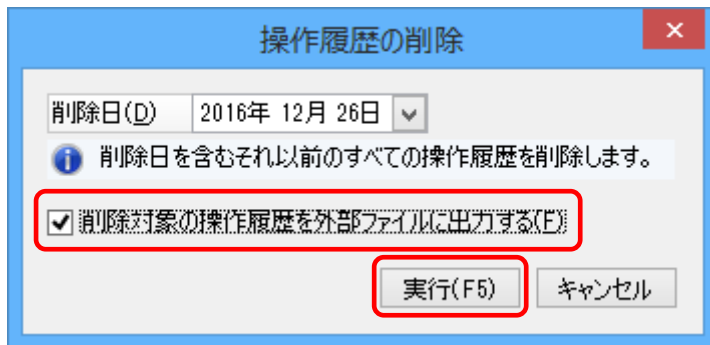 操作履歴の削除
削除日(D) 2016年 12月 26日
削除日を含むそれ以前のすべての操作履歴を削除します。
削除対象の操作履歴を外部ファイルに出力する(E)
実行(F5) キャンセル